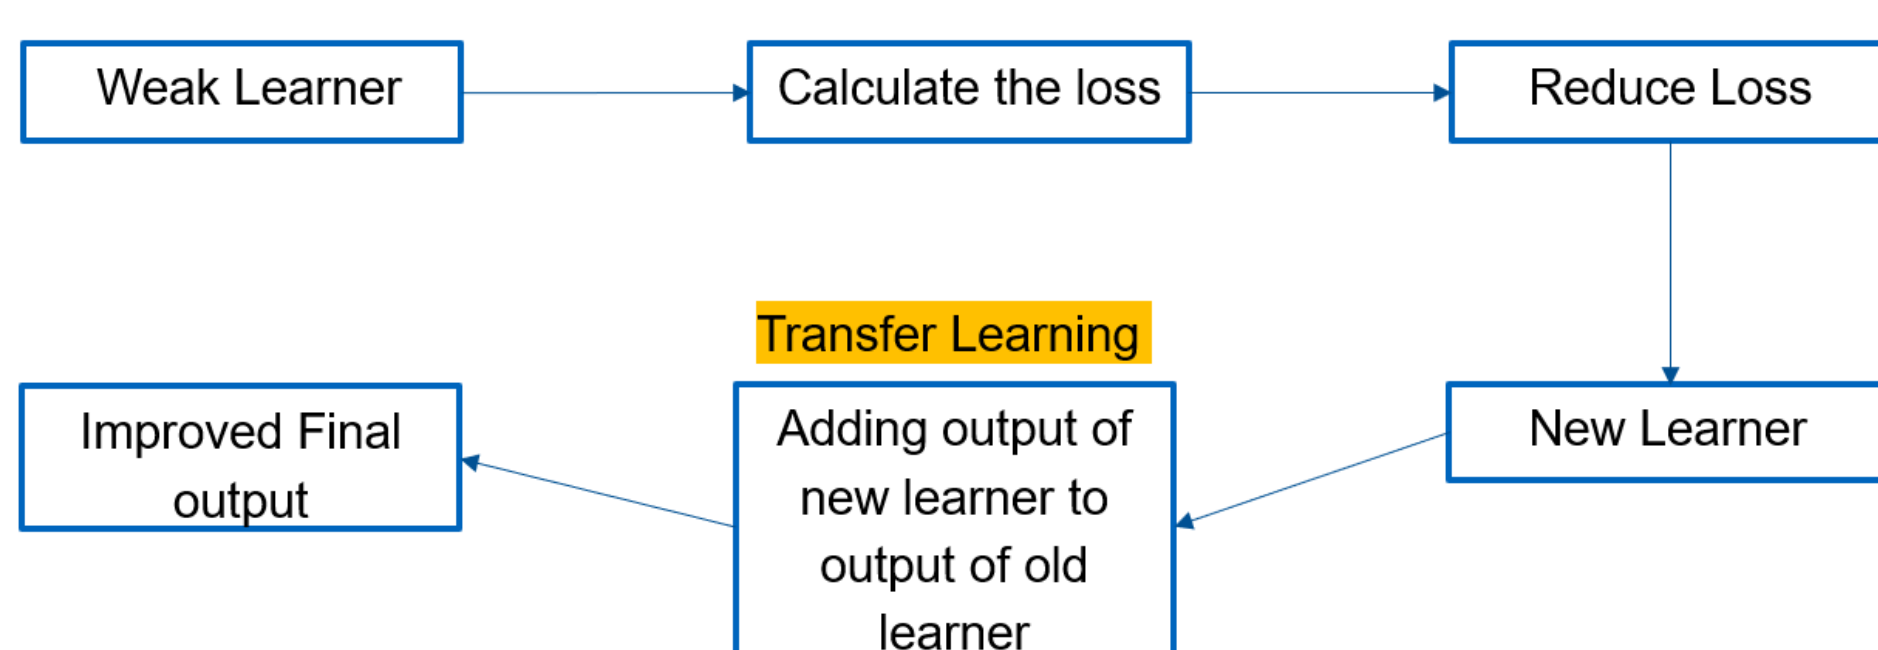 Weak Learner
Calculate the loss
Reduce Loss
Transfer Learning
Improved Final
output
Adding output of
new learner to
output of old
learner
New Learner